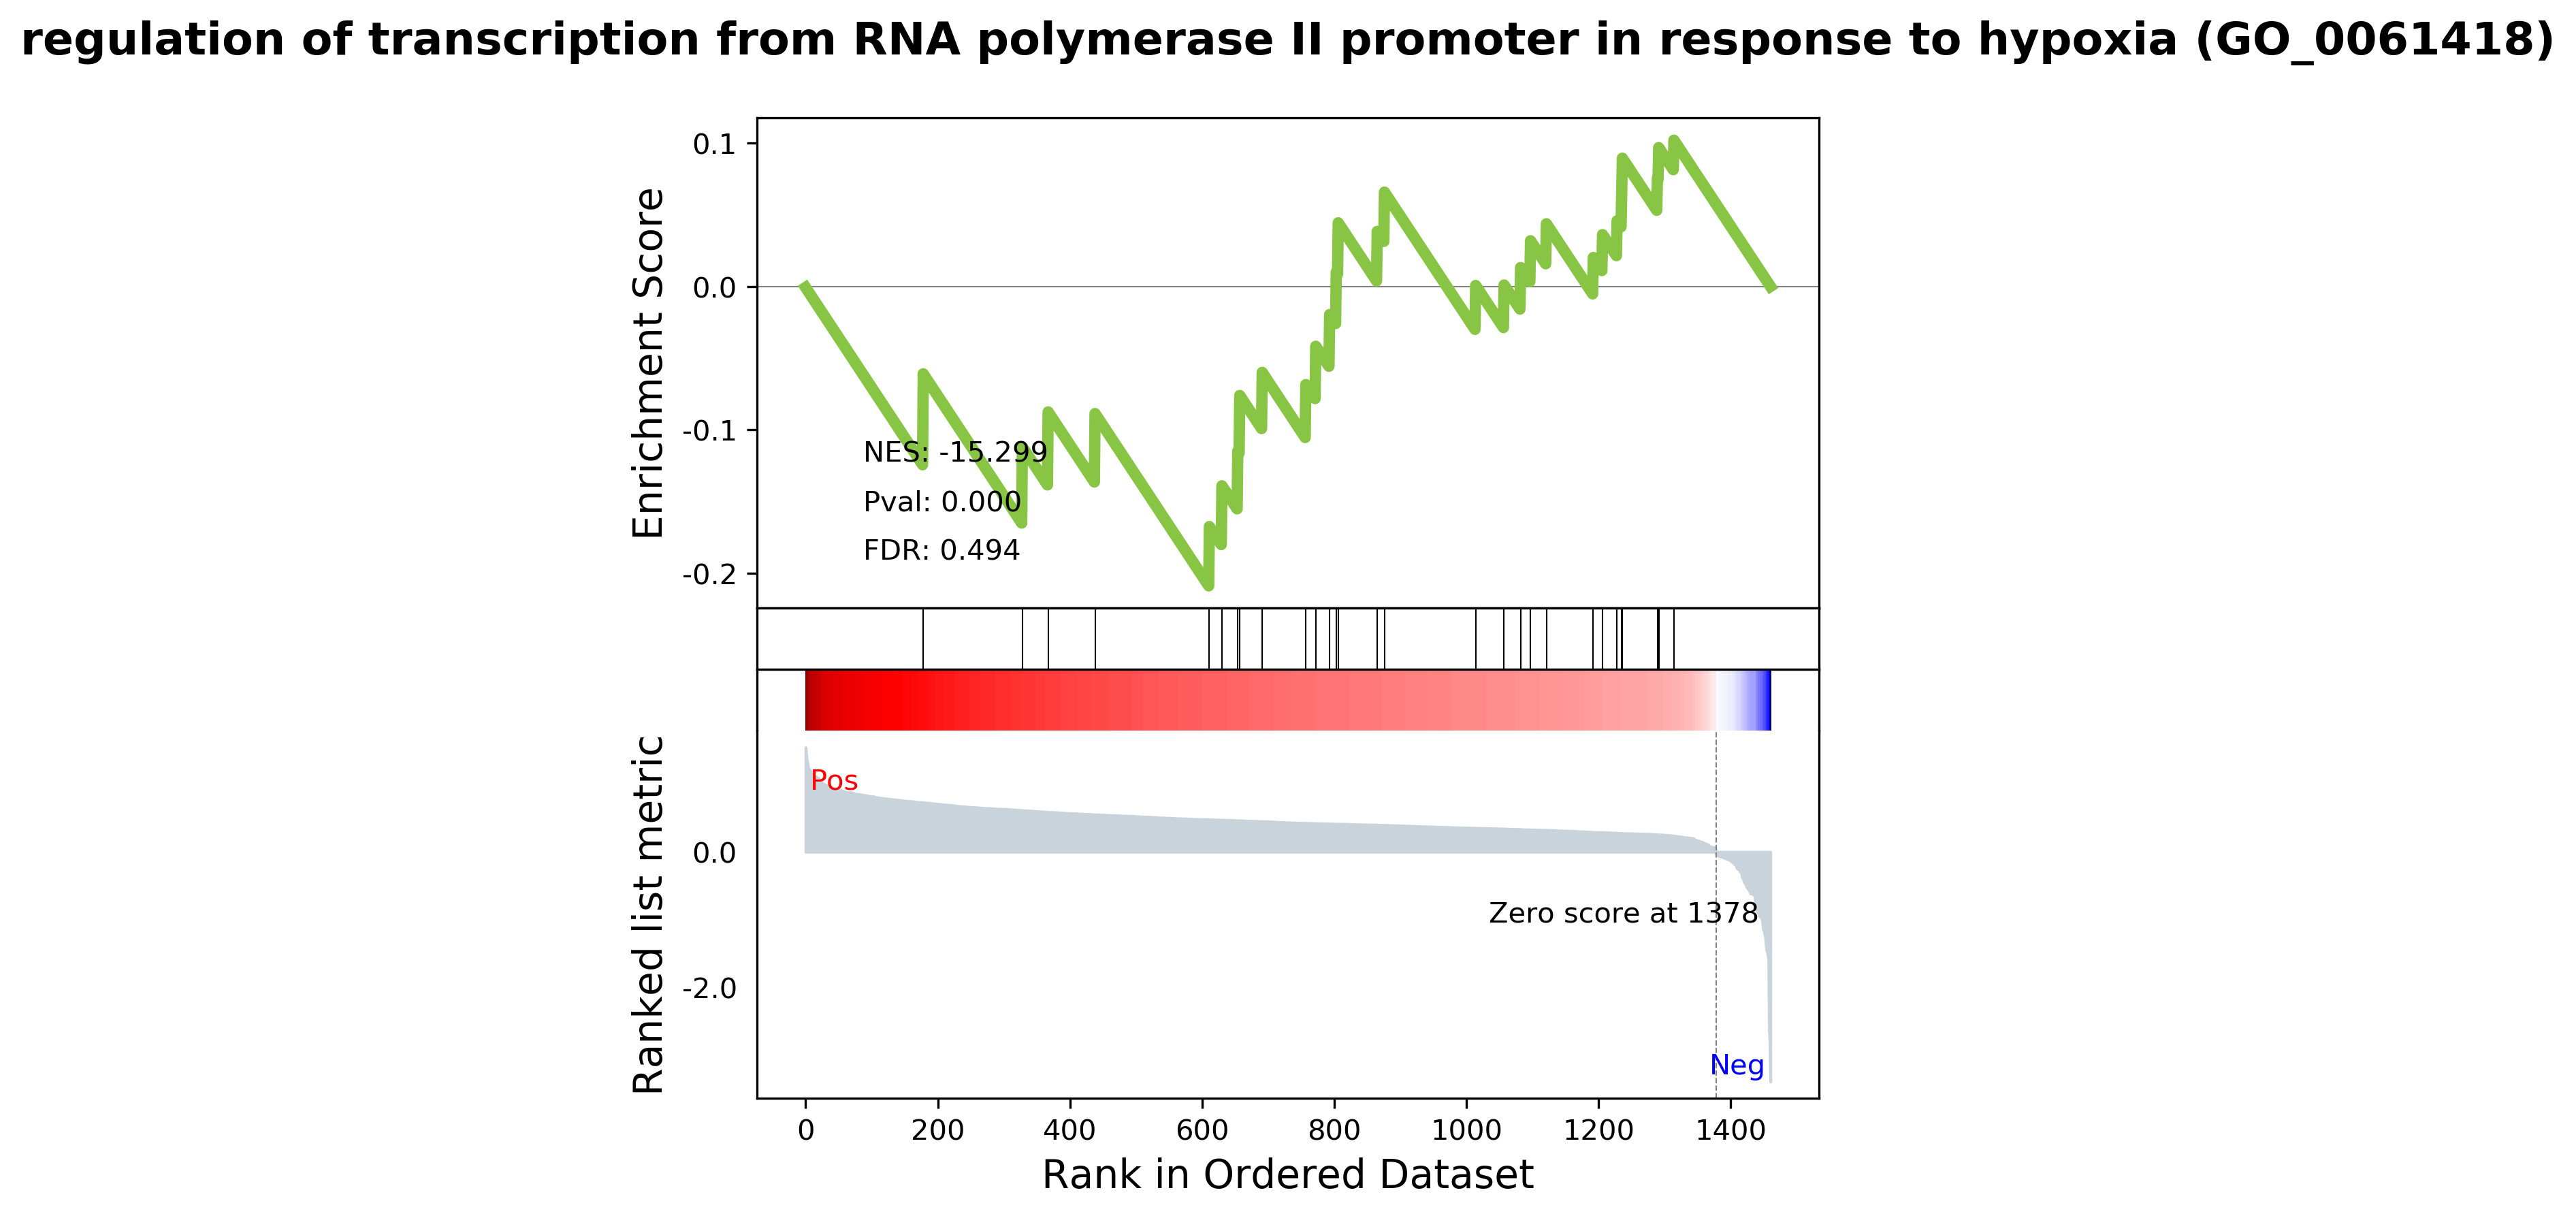 regulation of transcription from RNA polymerase II promoter in response to hypoxia (GO_0061418)
Enrichment Score
0.1
0.0
-0.1
-0.2
NES: -15.299
Pval: 0.000
FDR: 0.494
Ranked list metric
0.0
-2.0
Pos
Zero score at 1378
Neg
0 200 400 600 800 1000 1200 1400
Rank in Ordered Dataset